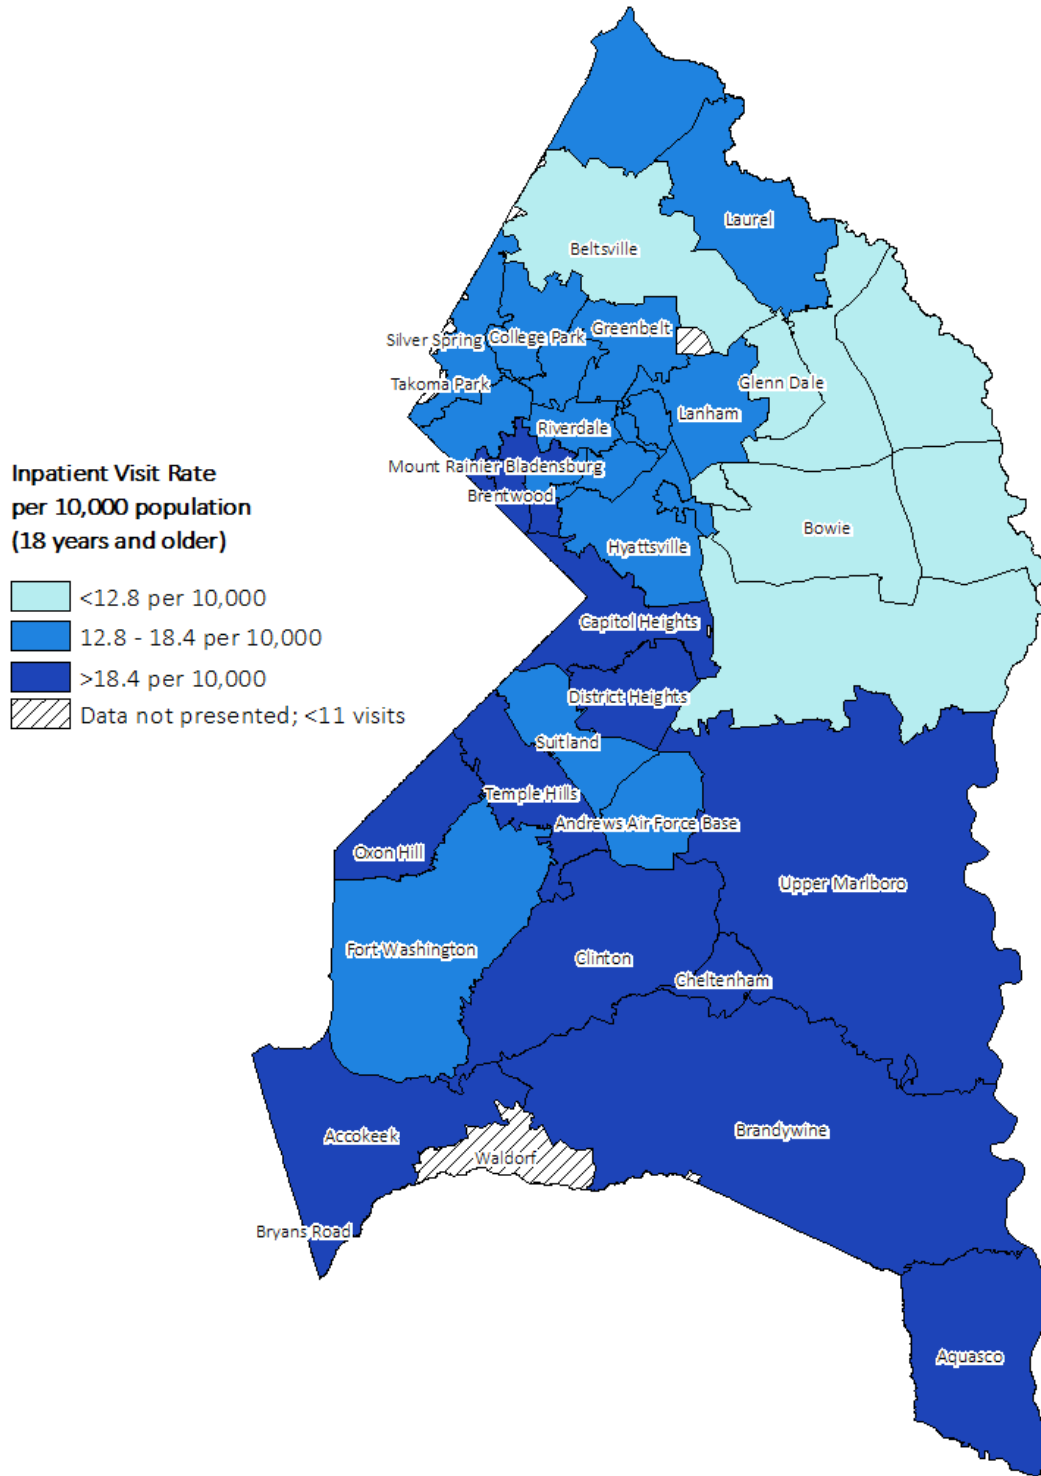 Laurel
Beltsville
Greenbelt
Silver Spring
College Park
Takoma Park
Glenn Dale
Lanham
Riverdale
Mount Rainier
Bladensburg
Brentwood
Inpatient Visit Rate
per 10,000 population
(18 years and older)
<12.8 per 10,000
12.8 - 18.4 per 10,000
>18.4 per 10,000
Data not presented; <11 visits
Bowie
Hyattsville
Capitol Heights
District Heights
Suitland
Temple Hills
Andrews Air Force Base
Oxon Hill
Upper Marlboro
Fort Washington
Clinton
Cheltenham
Accokeek
Brandywine
Waldorf
Bryans Road
Aquasco